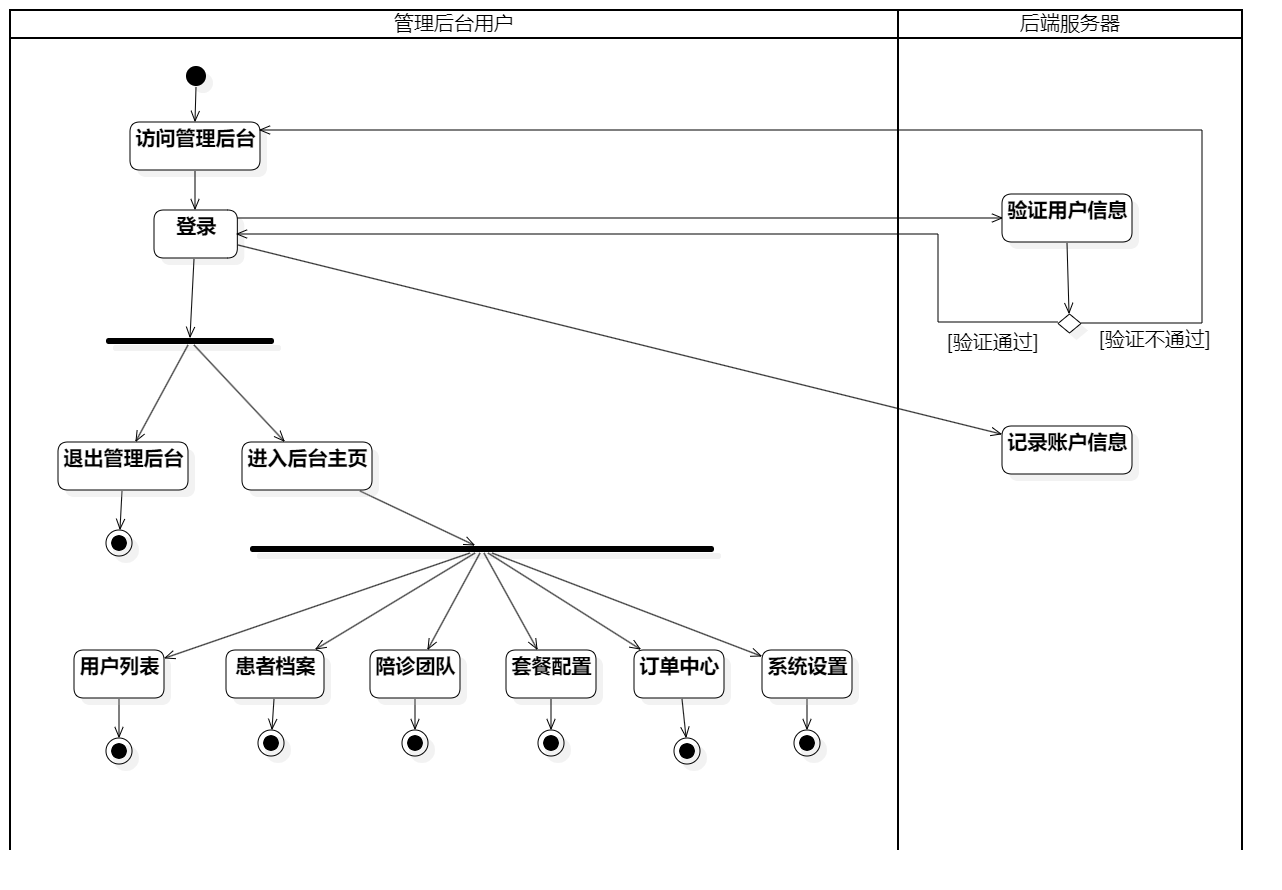 管理后台用户
后端服务器
访问管理后台
登录
验证用户信息
[验证通过]
[验证不通过]
记录账户信息
退出管理后台
进入后台主页
用户列表
患者档案
陪诊团队
套餐配置
订单中心
系统设置